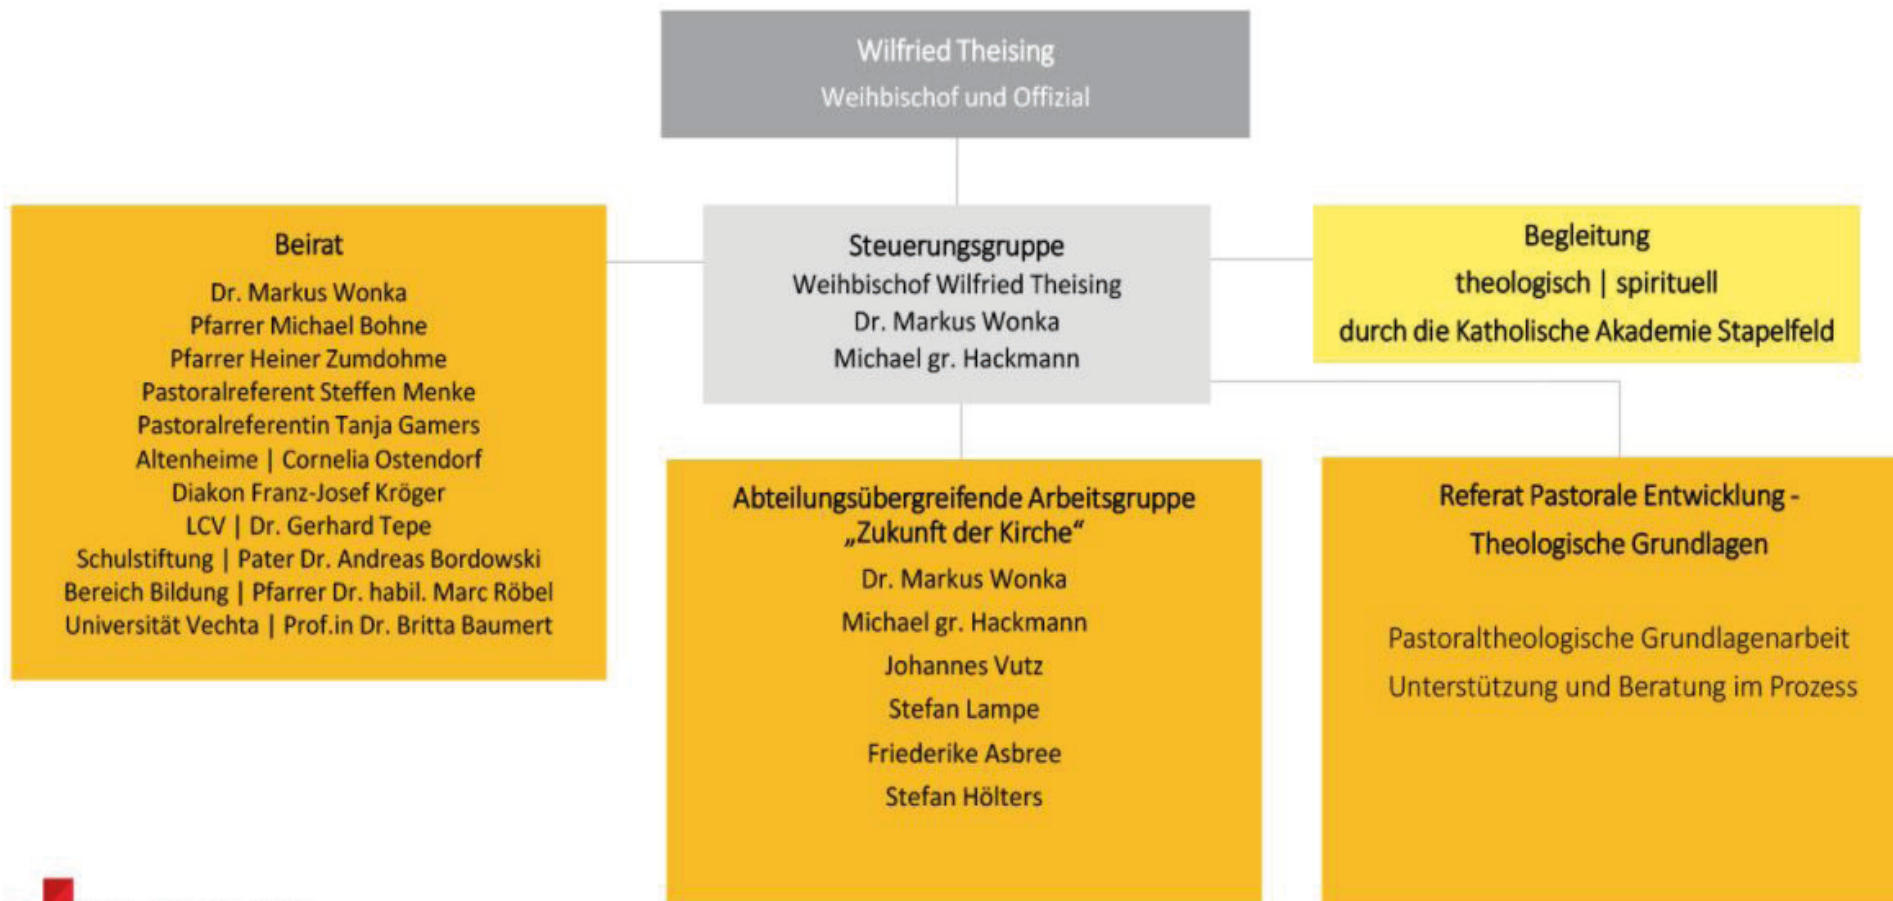 Wilfried Theising
Weihbischof und Offizial
Beirat
Dr. Markus Wonka
Pfarrer Michael Bohne
Pfarrer Heiner Zumdohme
Pastoralreferent Steffen Menke
Pastoralreferentin Tanja Gamers
Altenheime | Cornelia Ostendorf
Diakon Franz-Josef Kröger
LCV | Dr. Gerhard Tepe
Schulstiftung | Pater Dr. Andreas Bordowski
Bereich Bildung | Pfarrer Dr. habil. Marc Röbel
Universität Vechta | Prof.in Dr. Britta Baumert
Steuerungsgruppe
Weihbischof Wilfried Theising
Dr. Markus Wonka
Michael gr. Hackmann
Begleitung
theologisch | spirituell
durch die Katholische Akademie Stapelfeld
Abteilungsübergreifende Arbeitsgruppe
„Zukunft der Kirche“
Dr. Markus Wonka
Michael gr. Hackmann
Johannes Vutz
Stefan Lampe
Friederike Asbree
Stefan Hölters
Referat Pastorale Entwicklung -
Theologische Grundlagen
Pastoraltheologische Grundlagenarbeit
Unterstützung und Beratung im Prozess